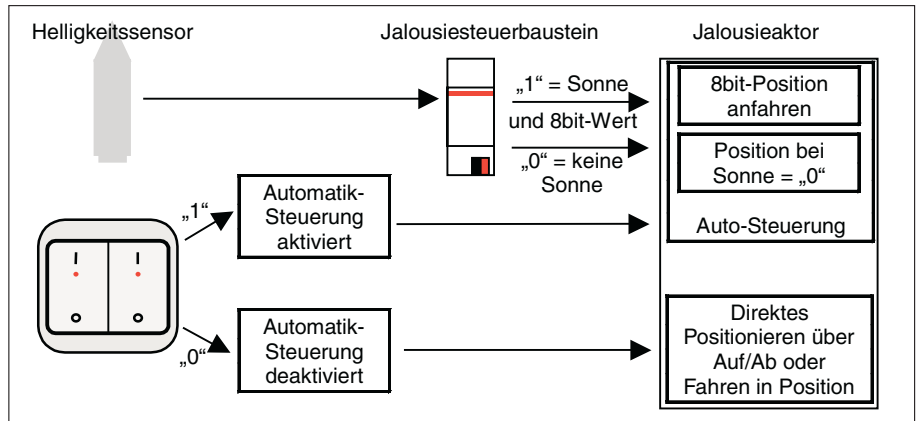 Helligkeitssensor
Jalousiesteuerbaustein
Jalousieaktor
„1“ = Sonne
und 8bit-Wert
„0“ = keine
Sonne
8bit-Position
anfahren
Position bei
Sonne = „0“
Auto-Steuerung
„1“
Automatik-
Steuerung
aktiviert
„0“
Automatik-
Steuerung
deaktiviert
Direktes
Positionieren über
Auf/Ab oder
Fahren in Position